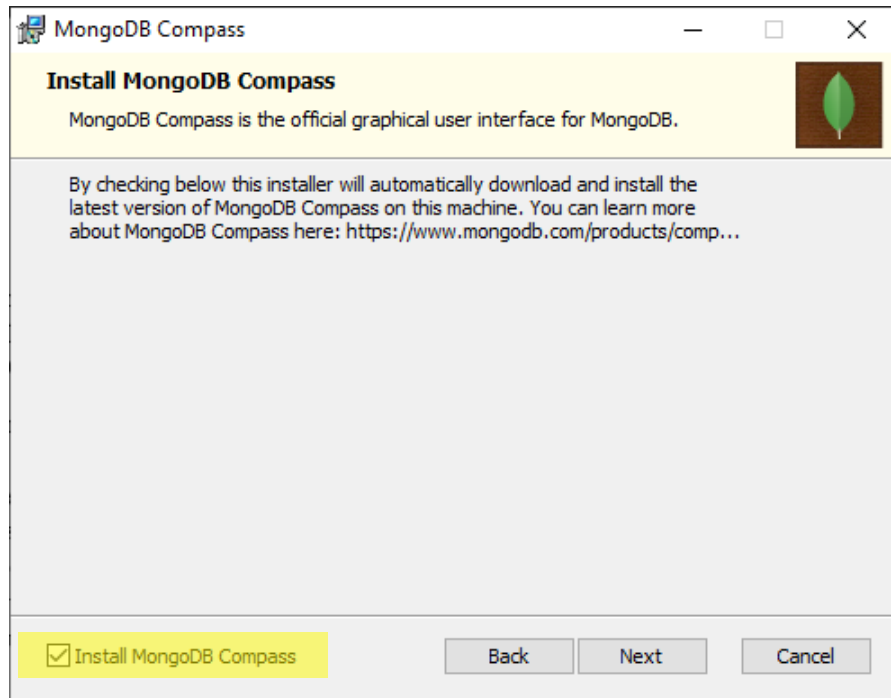 MongoDB Compass
Install MongoDB Compass
MongoDB Compass is the official graphical user interface for MongoDB.
By checking below this installer will automatically download and install the
latest version of MongoDB Compass on this machine. You can learn more
about MongoDB Compass here: https://www.mongodb.com/products/comp...
Install MongoDB Compass
Back
Next
Cancel